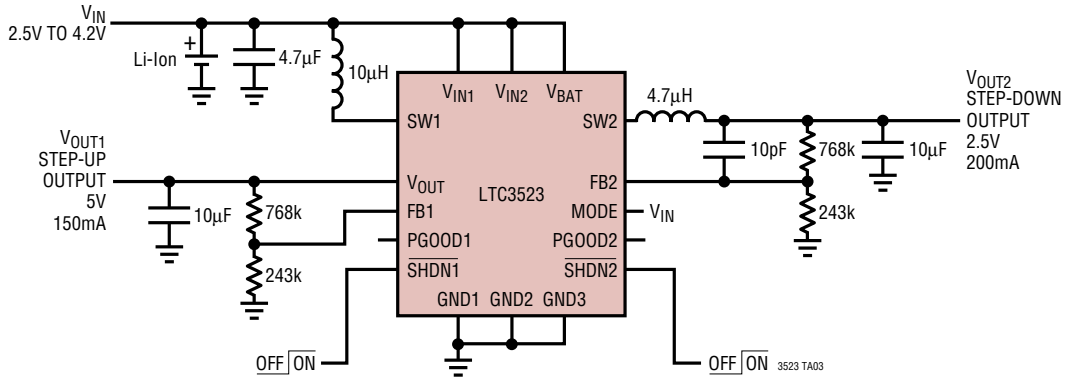 VIN
2.5V TO 4.2V
Li-Ion
+
4.7µF
10µH
VIN1 VIN2 VBAT
SW1
SW2
4.7µH
VOUT2
STEP-DOWN
OUTPUT
2.5V
200mA
10pF
768k
10µF
VOUT1
STEP-UP
OUTPUT
5V
150mA
10µF
768k
243k
VOUT
FB1
PGOOD1
SHDN1
LTC3523
FB2
MODE
VIN
PGOOD2
SHDN2
243k
GND1 GND2 GND3
OFF ON
OFF ON
3523 TA03